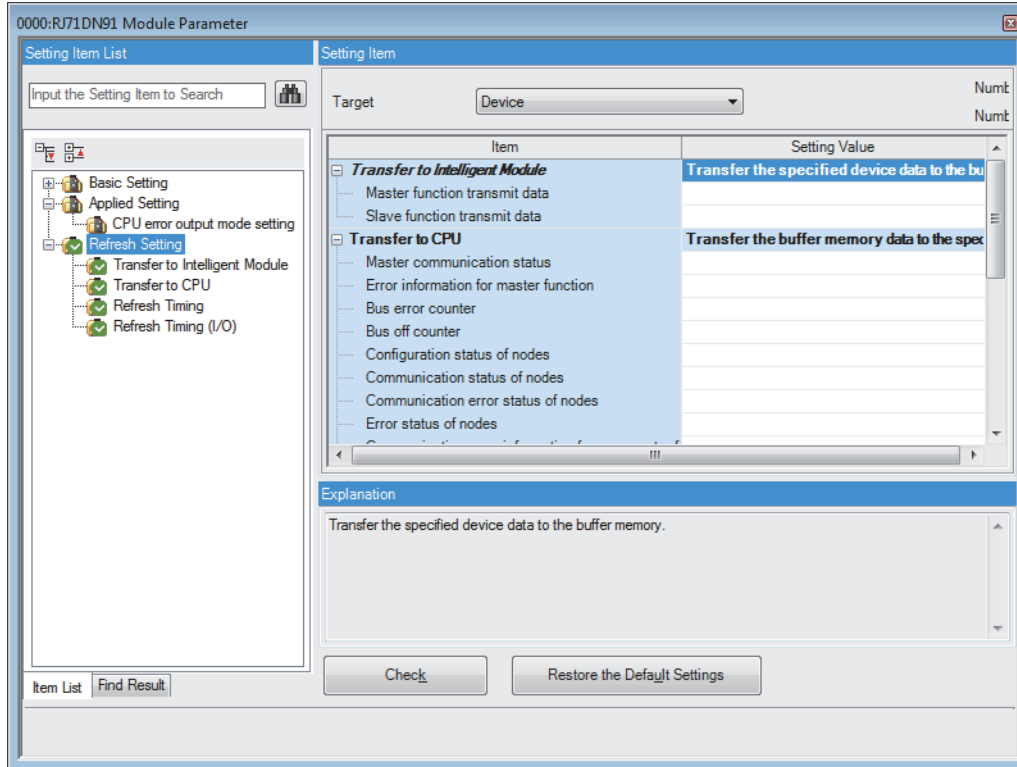 0000:RJ71DN91 Module Parameter
Setting Item List
Input the Setting Item to Search
Basic Setting
Applied Setting
CPU error output mode setting
Refresh Setting
Transfer to Intelligent Module
Transfer to CPU
Refresh Timing
Refresh Timing (I/O)
Item List Find Result
Setting Item
Target Device
Item Setting Value
Transfer to Intelligent Module Transfer the specified device data to the bu
Master function transmit data
Slave function transmit data
Transfer to CPU Transfer the buffer memory data to the spec
Master communication status
Error information for master function
Bus error counter
Bus off counter
Configuration status of nodes
Communication status of nodes
Communication error status of nodes
Error status of nodes
Explanation
Transfer the specified device data to the buffer memory.
Check Restore the Default Settings